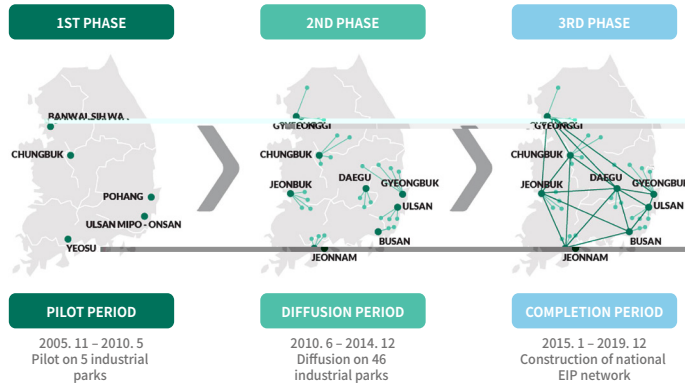 1ST PHASE
2ND PHASE
3RD PHASE
CHUNGBUK
POHANG
ULSAN MIPO - ONSAN
YEOSU
GYEONGGI
CHUNGBUK
JEONBUK
DAEGU
GYEONGBUK
ULSAN
BUSAN
JEONNAM
GYEONGGI
CHUNGBUK
JEONBUK
DAEGU
GYEONGBUK
ULSAN
BUSAN
JEONNAM
PILOT PERIOD
DIFFUSION PERIOD
COMPLETION PERIOD
2005. 11 – 2010. 5
Pilot on 5 industrial
parks
2010. 6 – 2014. 12
Diffusion on 46
industrial parks
2015. 1 – 2019. 12
Construction of national
EIP network